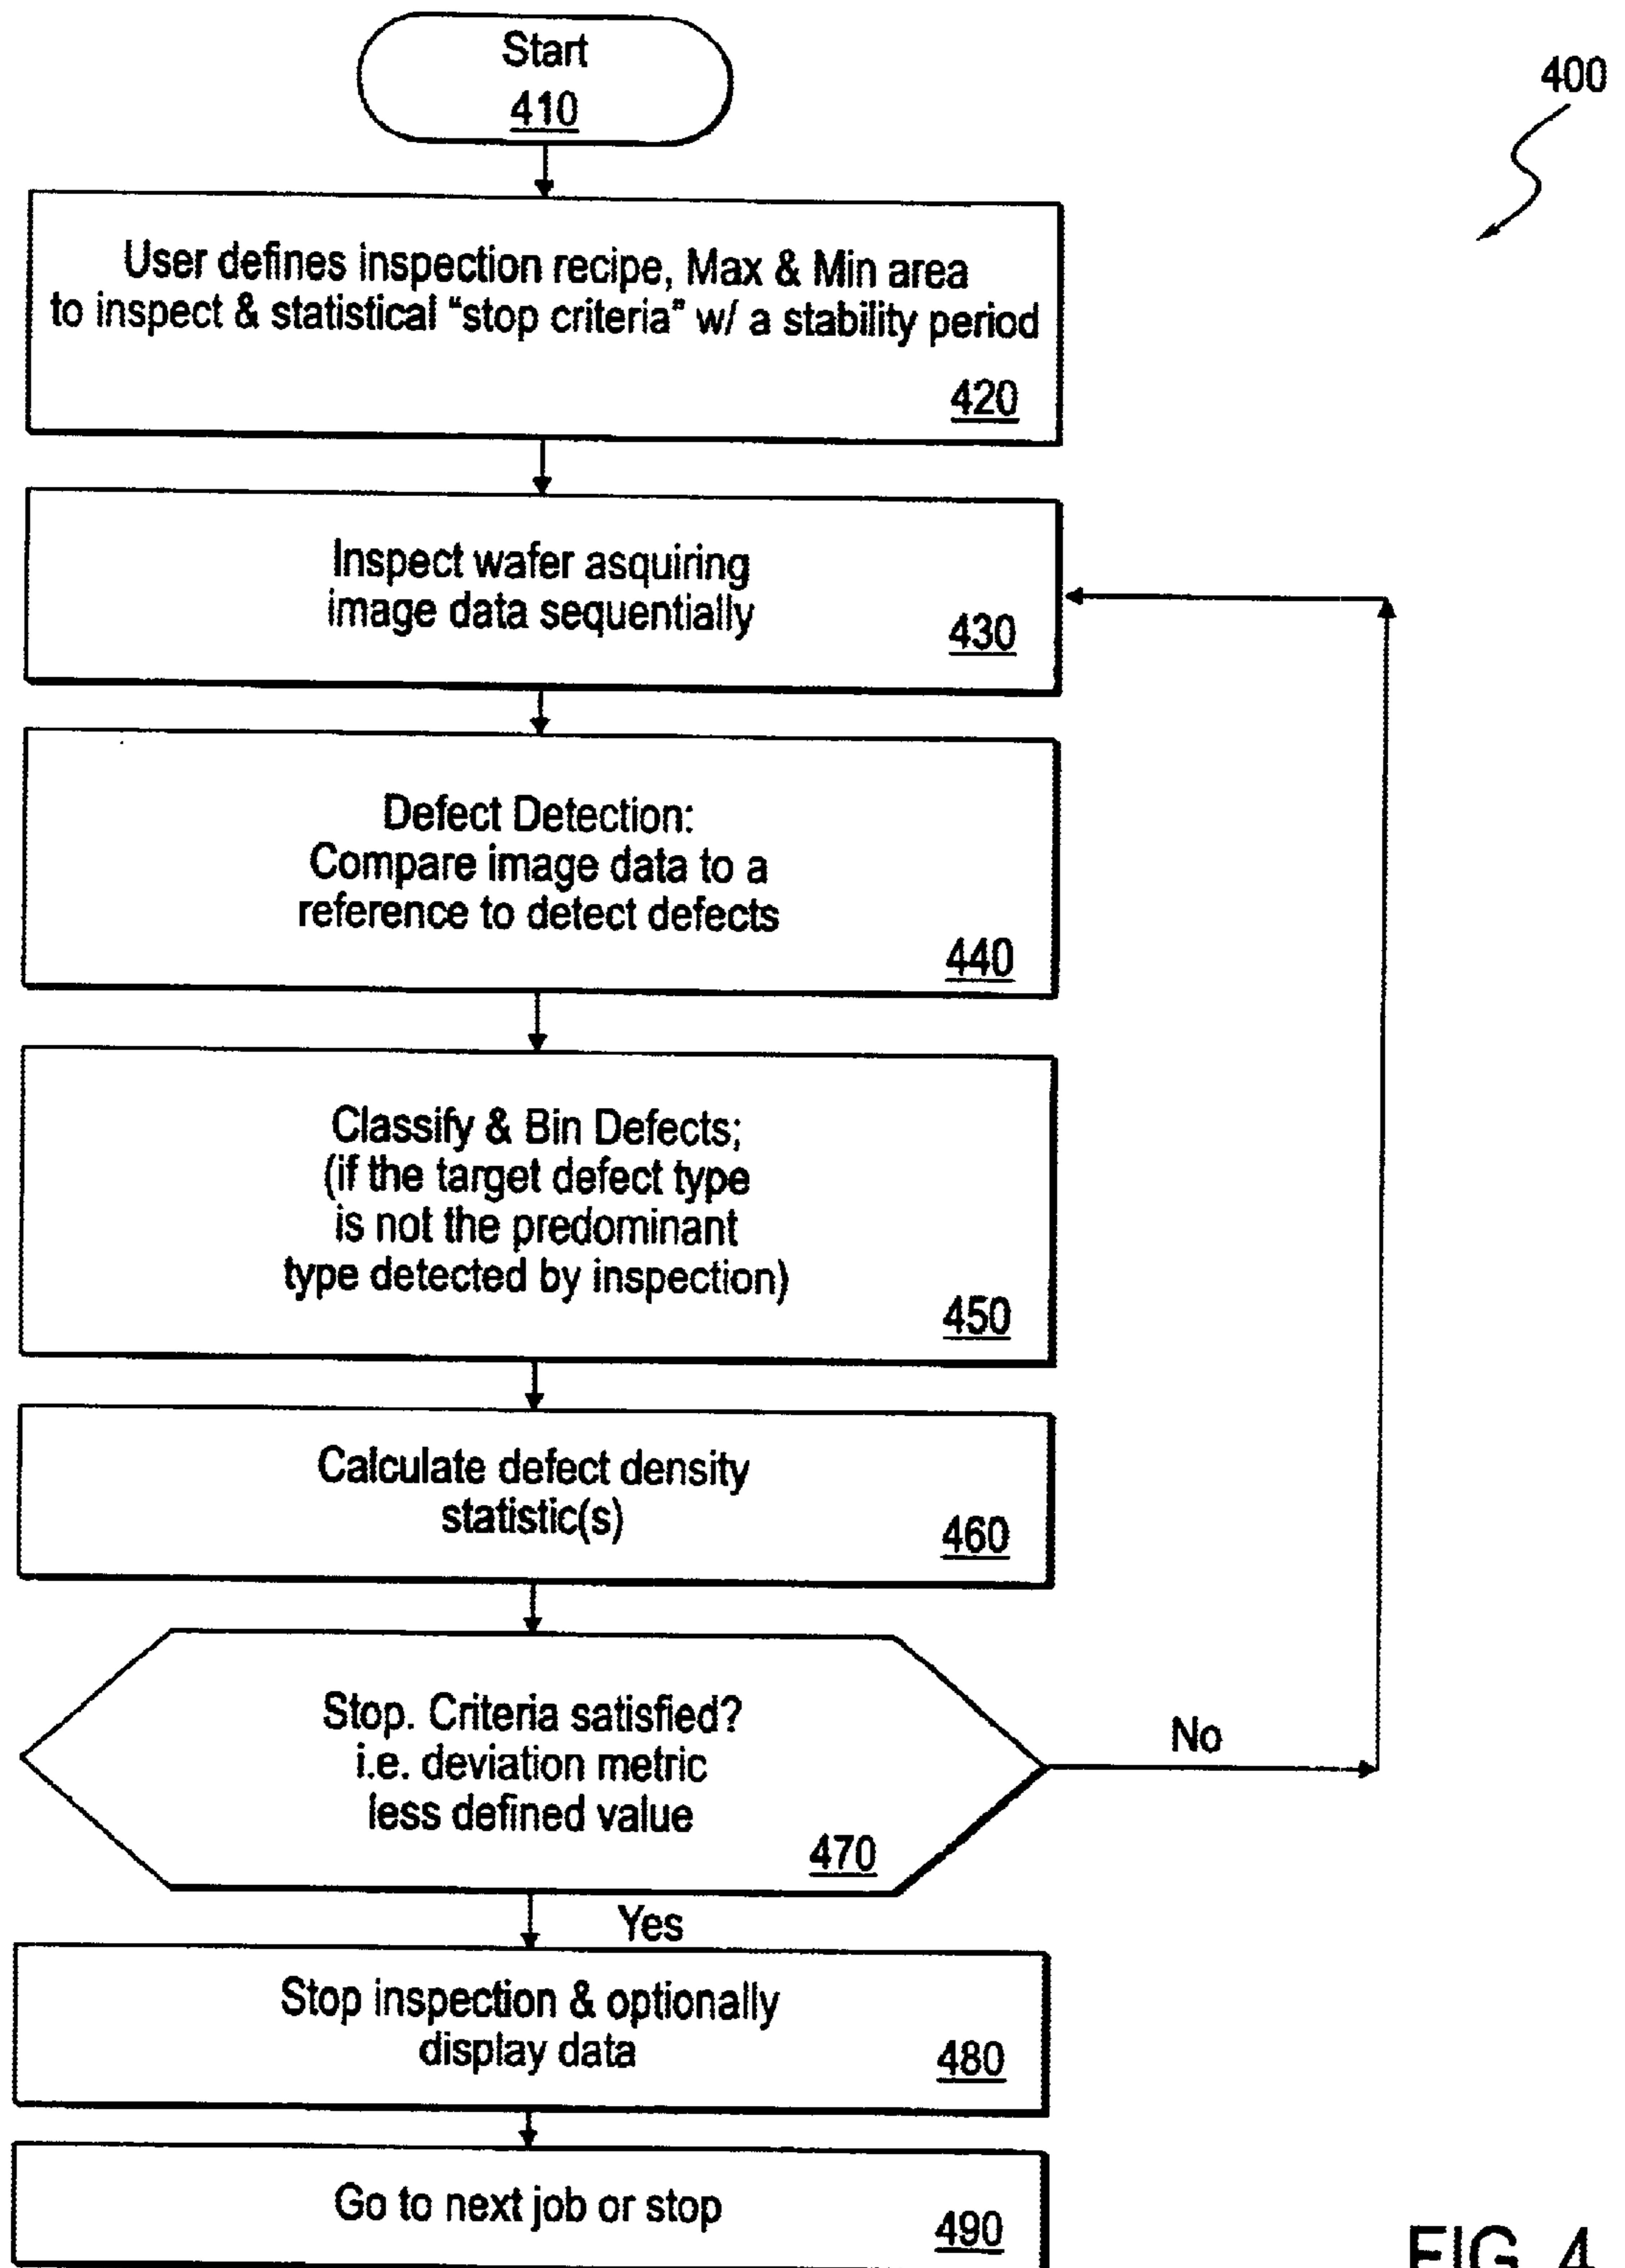 Start
410
400
User defines inspection recipe, Max & Min area
to inspect & statistical "stop criteria" w/ a stability period
420
Inspect wafer asquiring
image data sequentially
430
Defect Detection:
Compare image data to a
reference to detect defects
440
Classify & Bin Defects;
(if the target defect type
is not the predominant
type detected by inspection)
450
Calculate defect density
statistic(s)
460
Stop. Criteria satisfied?
i.e. deviation metric
less defined value
470
No
Yes
Stop inspection & optionally
display data
480
Go to next job or stop
490
FIG. 4